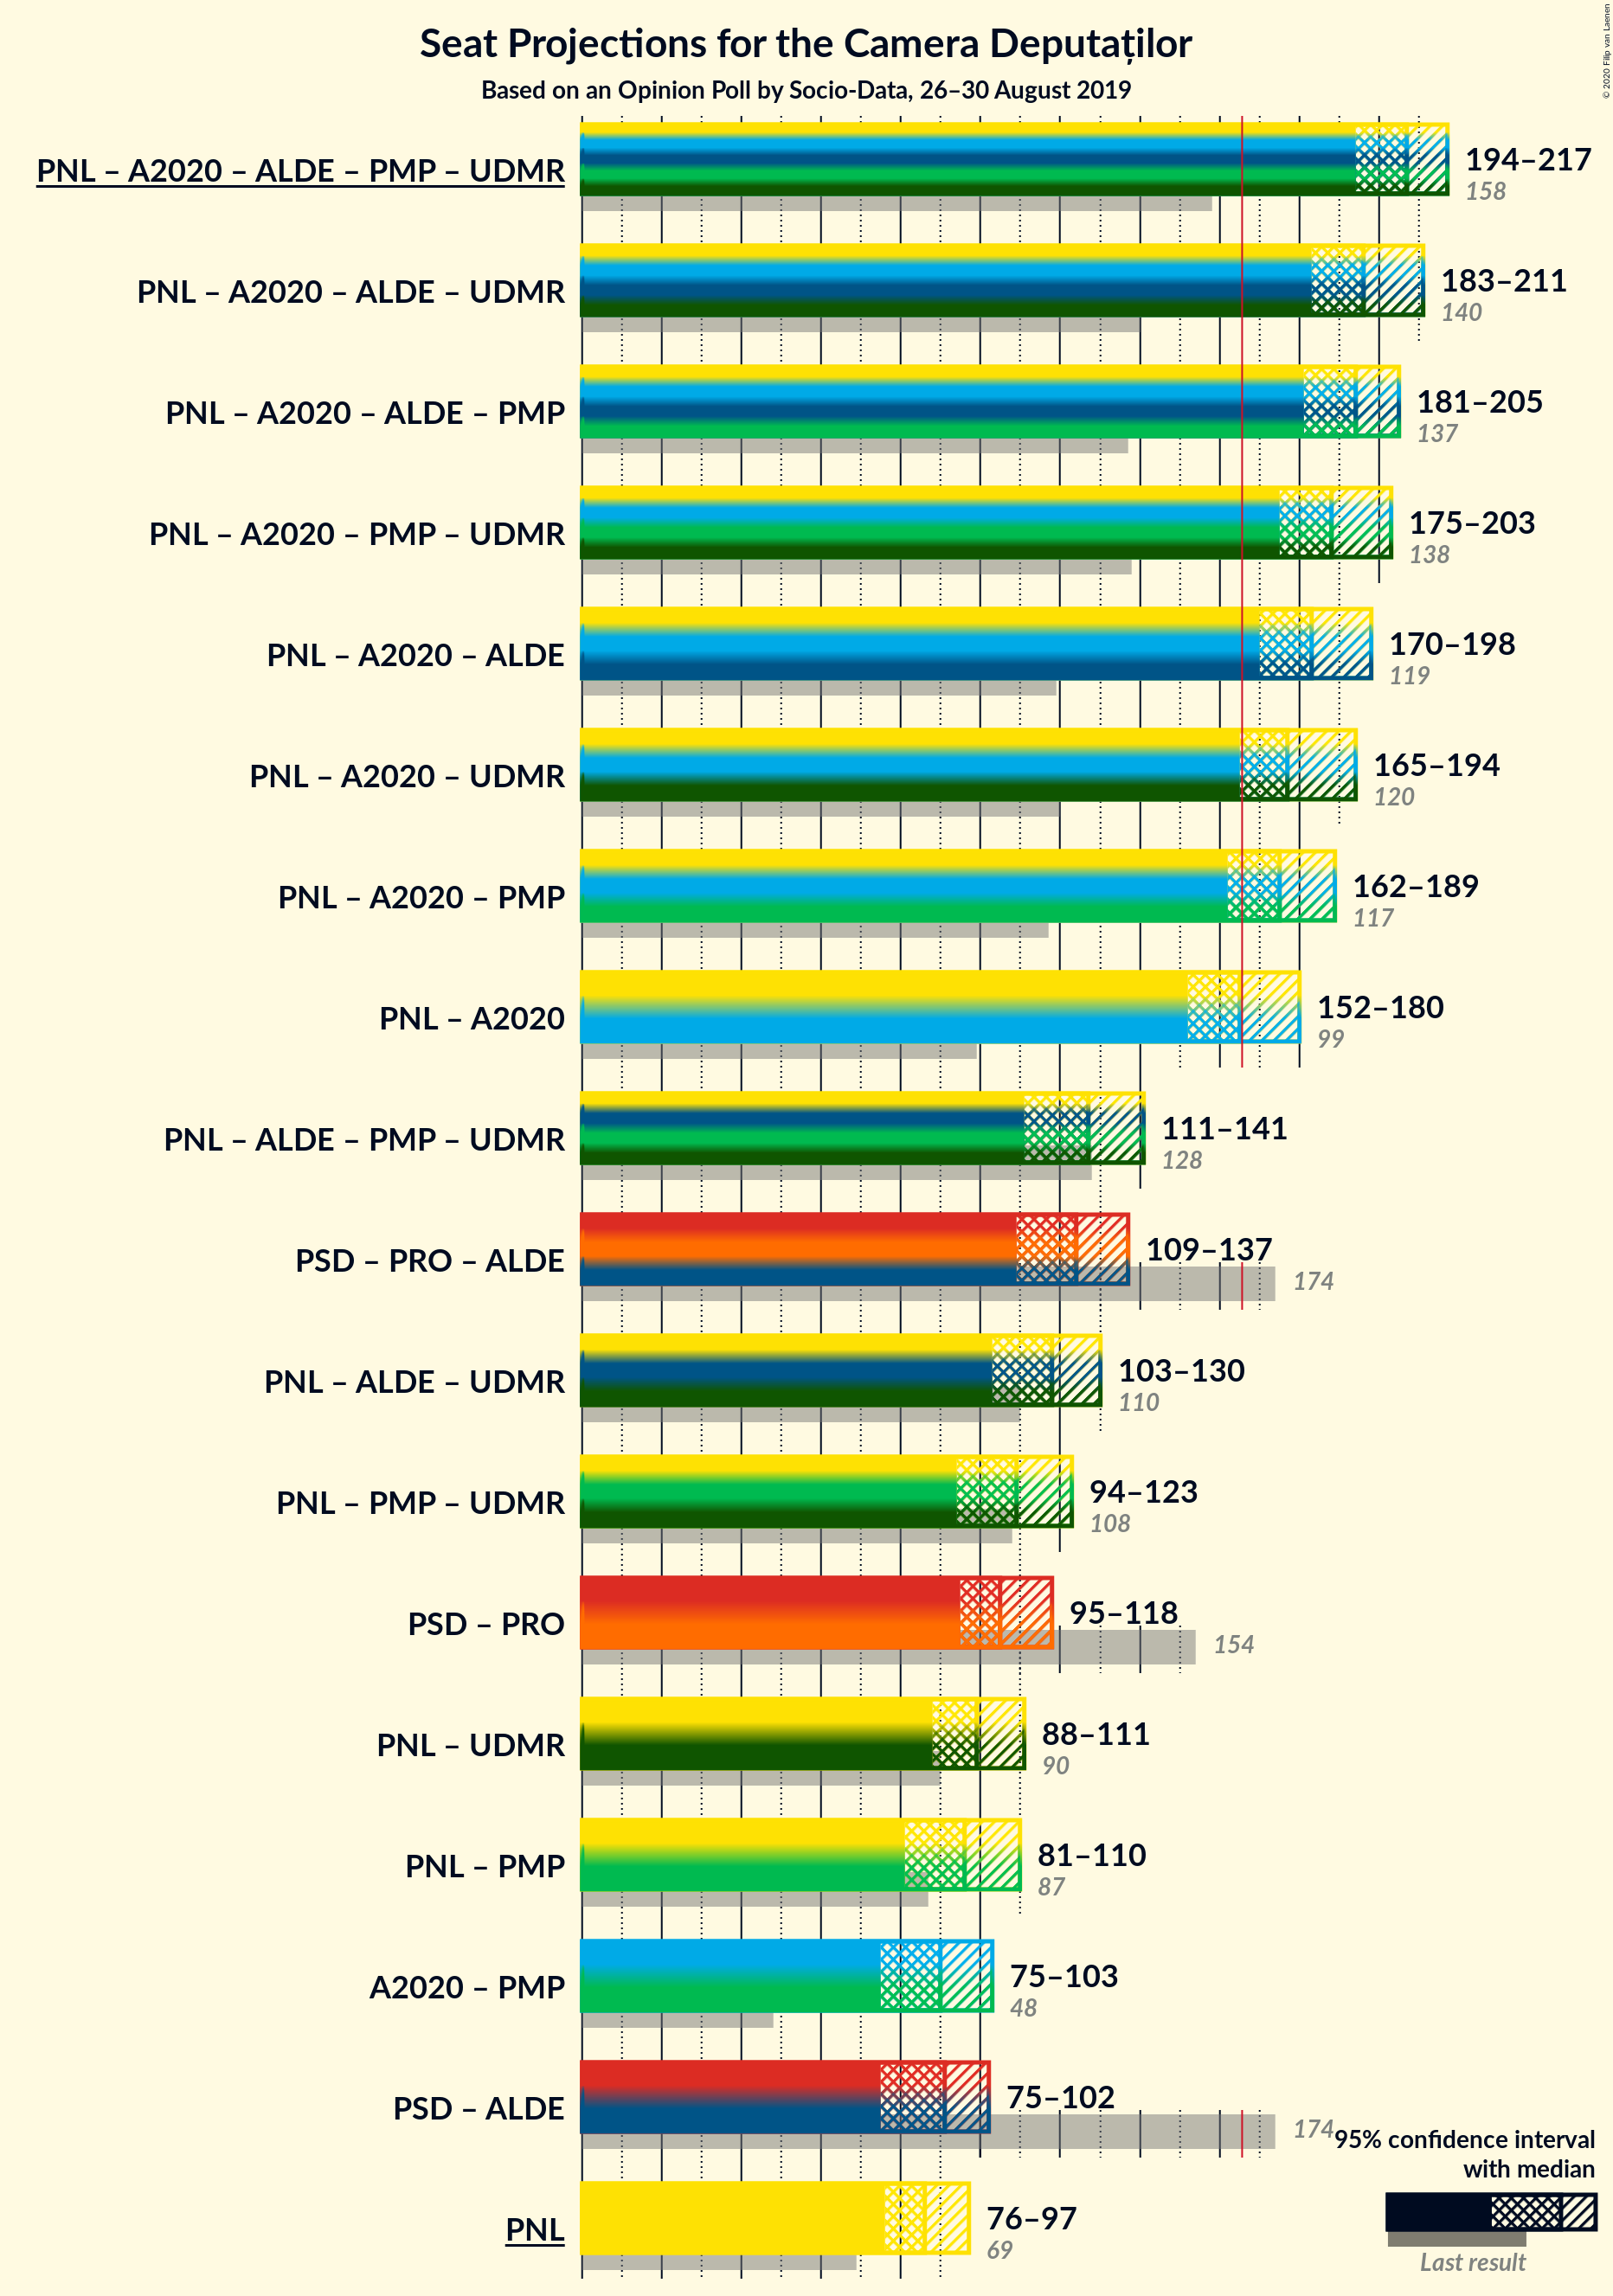 Seat Projections for the Camera Deputaților
Based on an Opinion Poll by Socio-Data, 26–30 August 2019
© 2020 Filip van Laenen
PNL – A2020 – ALDE – PMP – UDMR
194–217
158
PNL – A2020 – ALDE – UDMR
183–211
140
PNL – A2020 – ALDE – PMP
181–205
137
PNL – A2020 – PMP – UDMR
175–203
138
PNL – A2020 – ALDE
170–198
119
PNL – A2020 – UDMR
165–194
120
PNL – A2020 – PMP
162–189
117
PNL – A2020
152–180
99
PNL – ALDE – PMP – UDMR
111–141
128
PSD – PRO – ALDE
109–137
174
PNL – ALDE – UDMR
103–130
110
PNL – PMP – UDMR
94–123
108
PSD – PRO
95–118
154
PNL – UDMR
88–111
90
PNL – PMP
81–110
87
A2020 – PMP
75–103
48
PSD – ALDE
75–102
174
PNL
76–97
69
95% confidence interval
with median
Last result